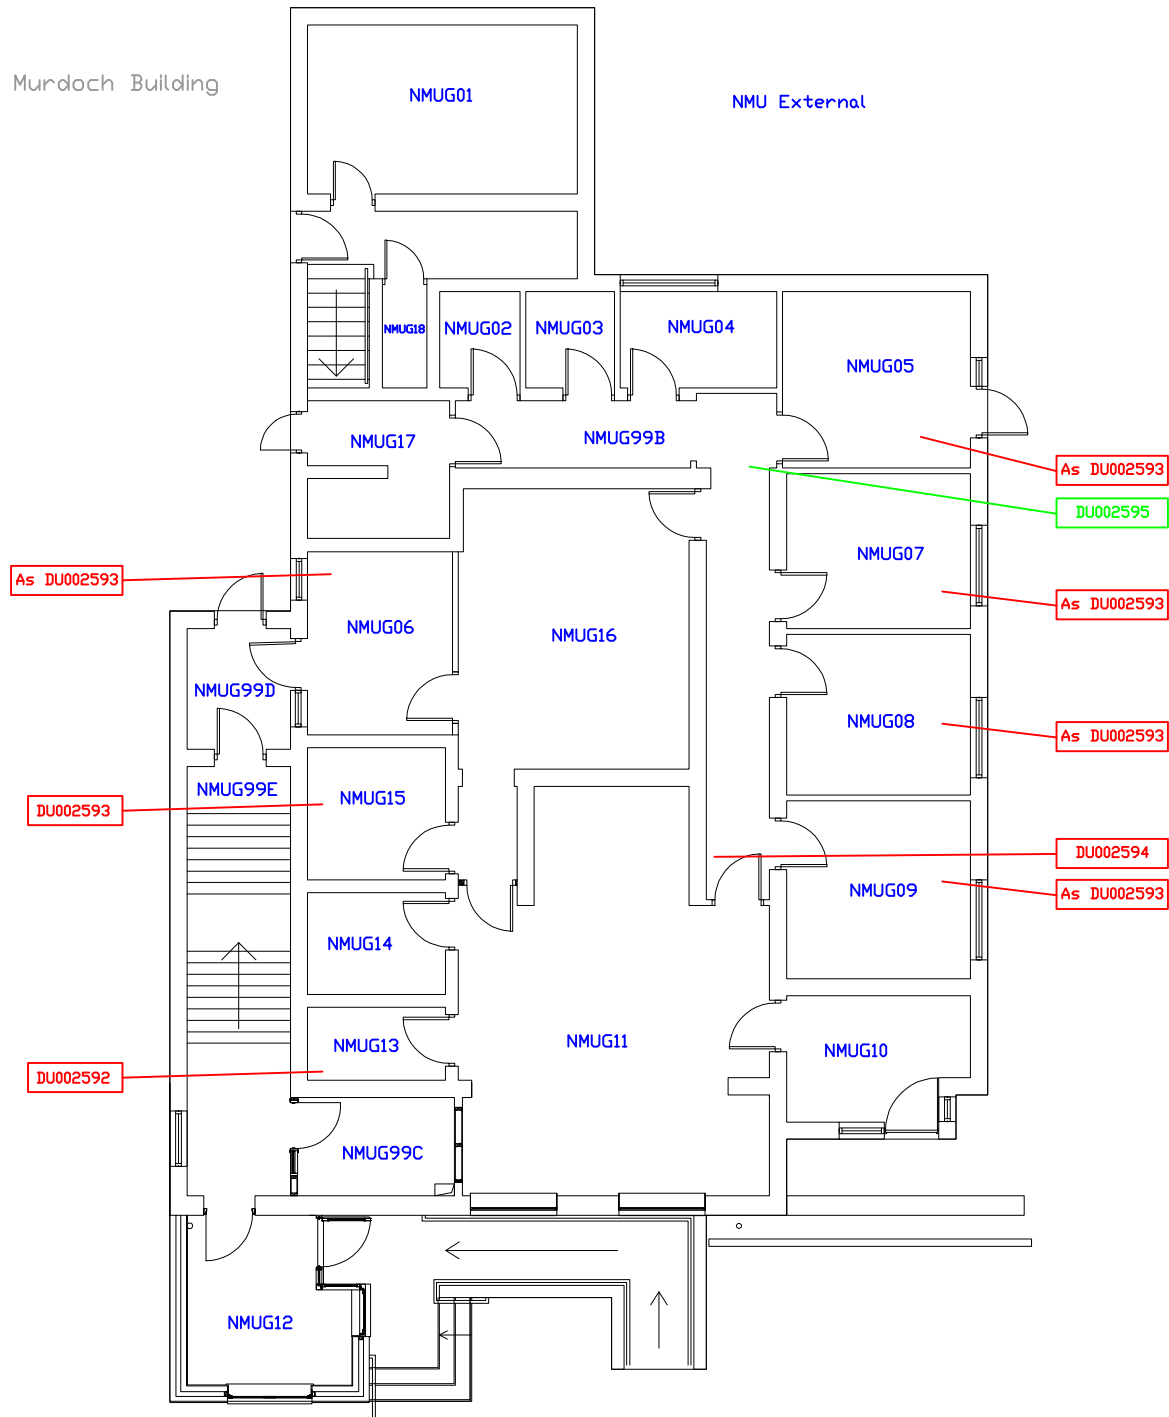 Murdoch Building
NMUG01
NMU External
NMUG18
NMUG02
NMUG03
NMUG04
NMUG05
NMUG17
NMUG99B
As DU002593
DU002595
NMUG07
As DU002593
As DU002593
NMUG06
NMUG16
NMUG99D
NMUG08
As DU002593
NMUG99E
NMUG15
DU002593
DU002594
NMUG09
As DU002593
NMUG14
NMUG13
NMUG11
NMUG10
DU002592
NMUG99C
NMUG12